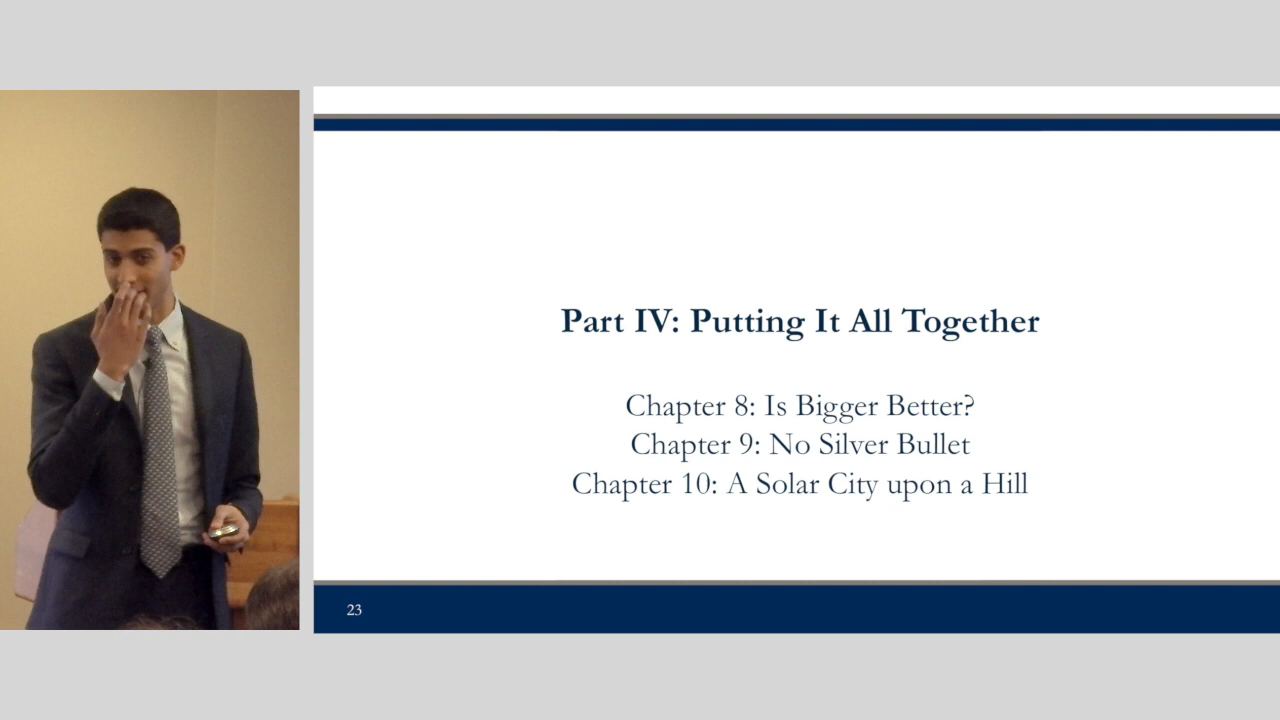 Part IV: Putting It All Together
Chapter 8: Is Bigger Better?
Chapter 9: No Silver Bullet
Chapter 10: A Solar City upon a Hill
23